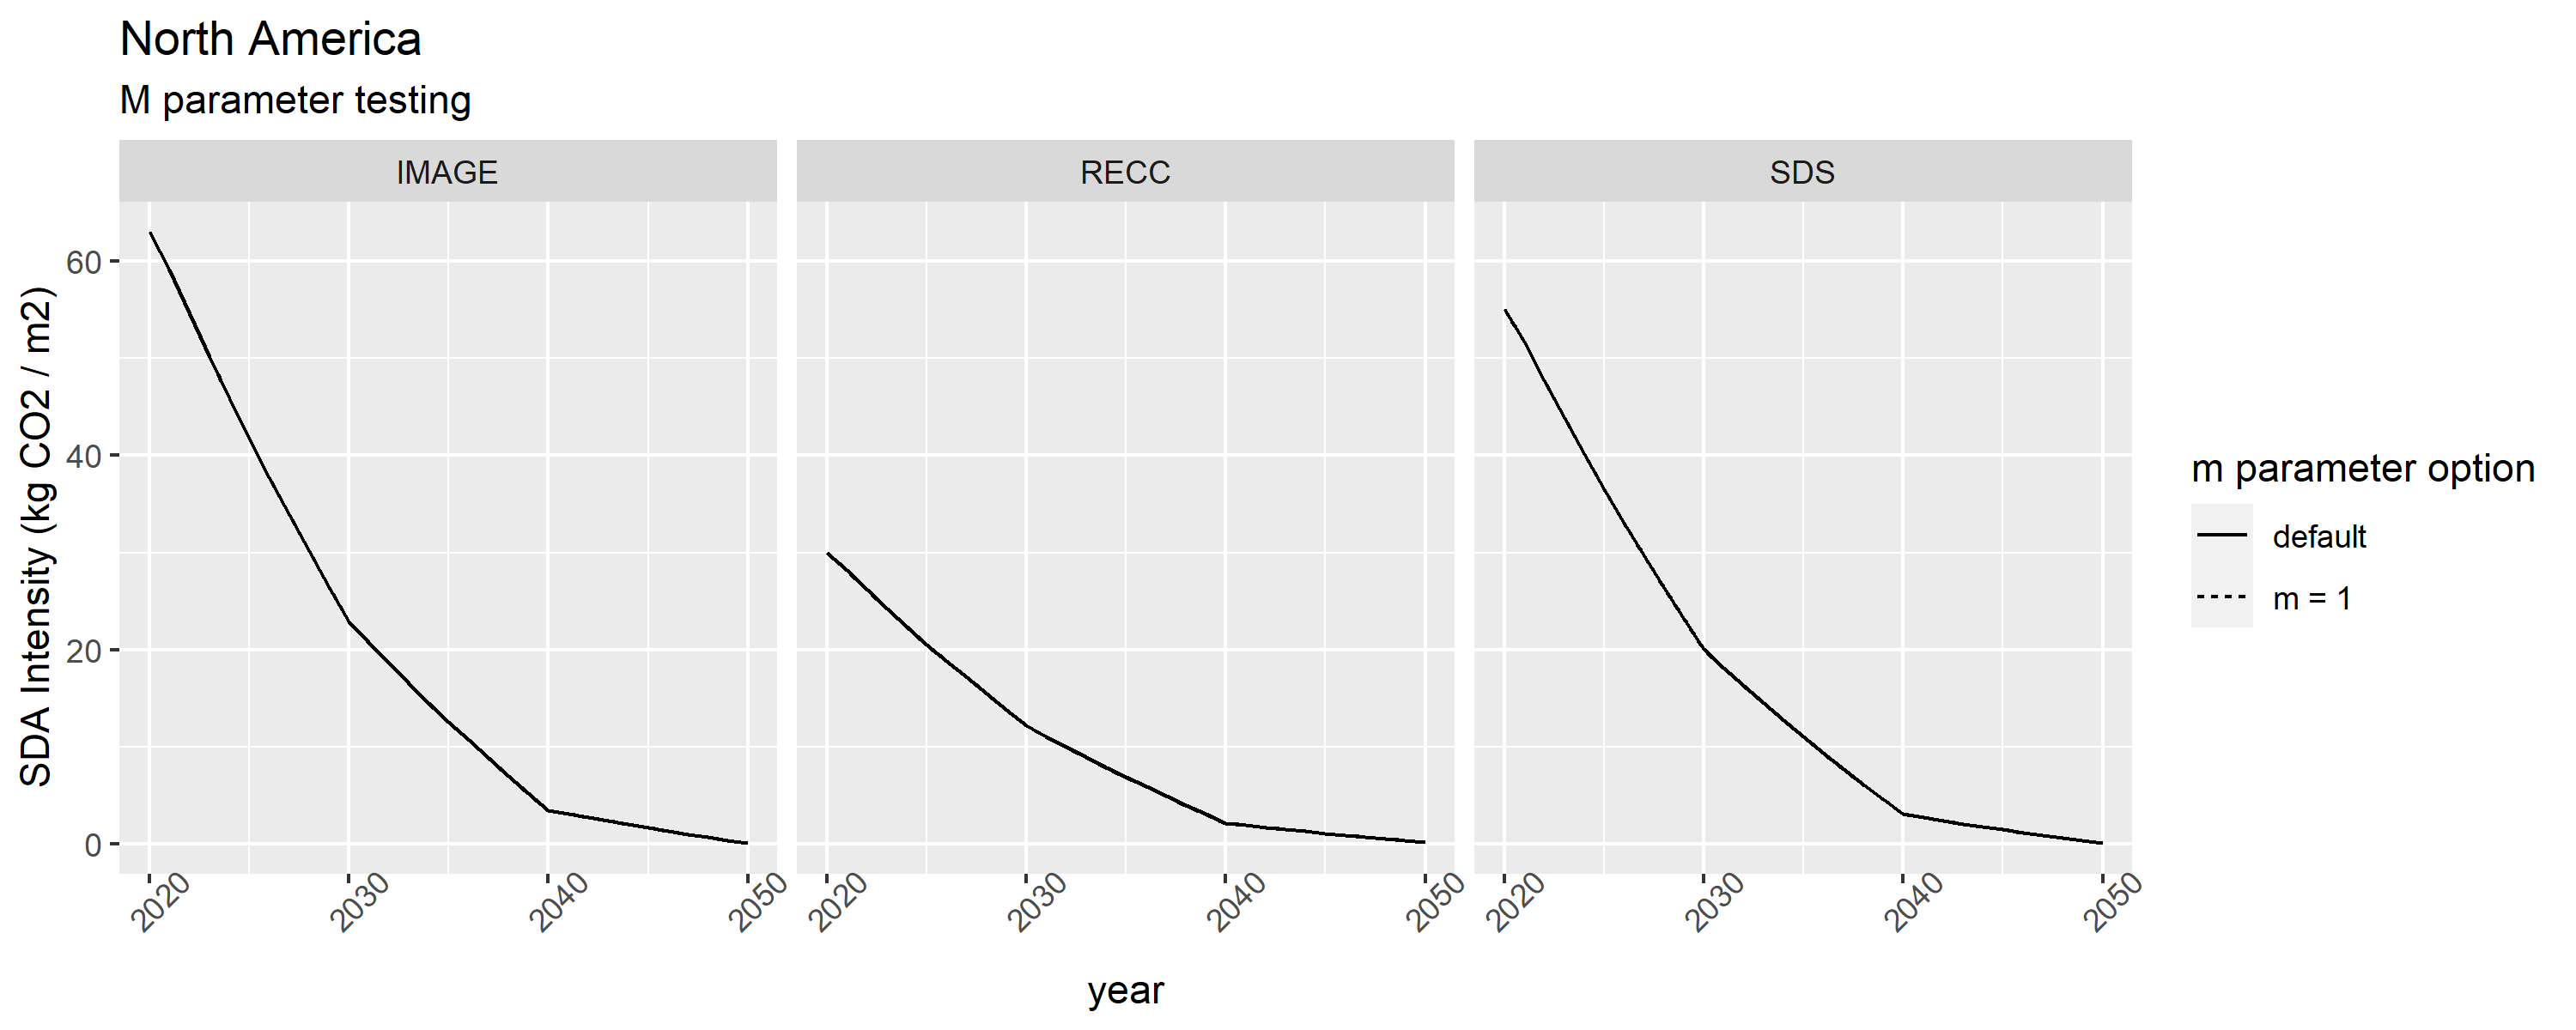 North America
M parameter testing
IMAGE
RECC
SDS
SDA Intensity (kg CO2 / m2)
60
40
20
0
2020
2030
2040
2050
2020
2030
2040
2050
2020
2030
2040
2050
year
m parameter option
default
m = 1